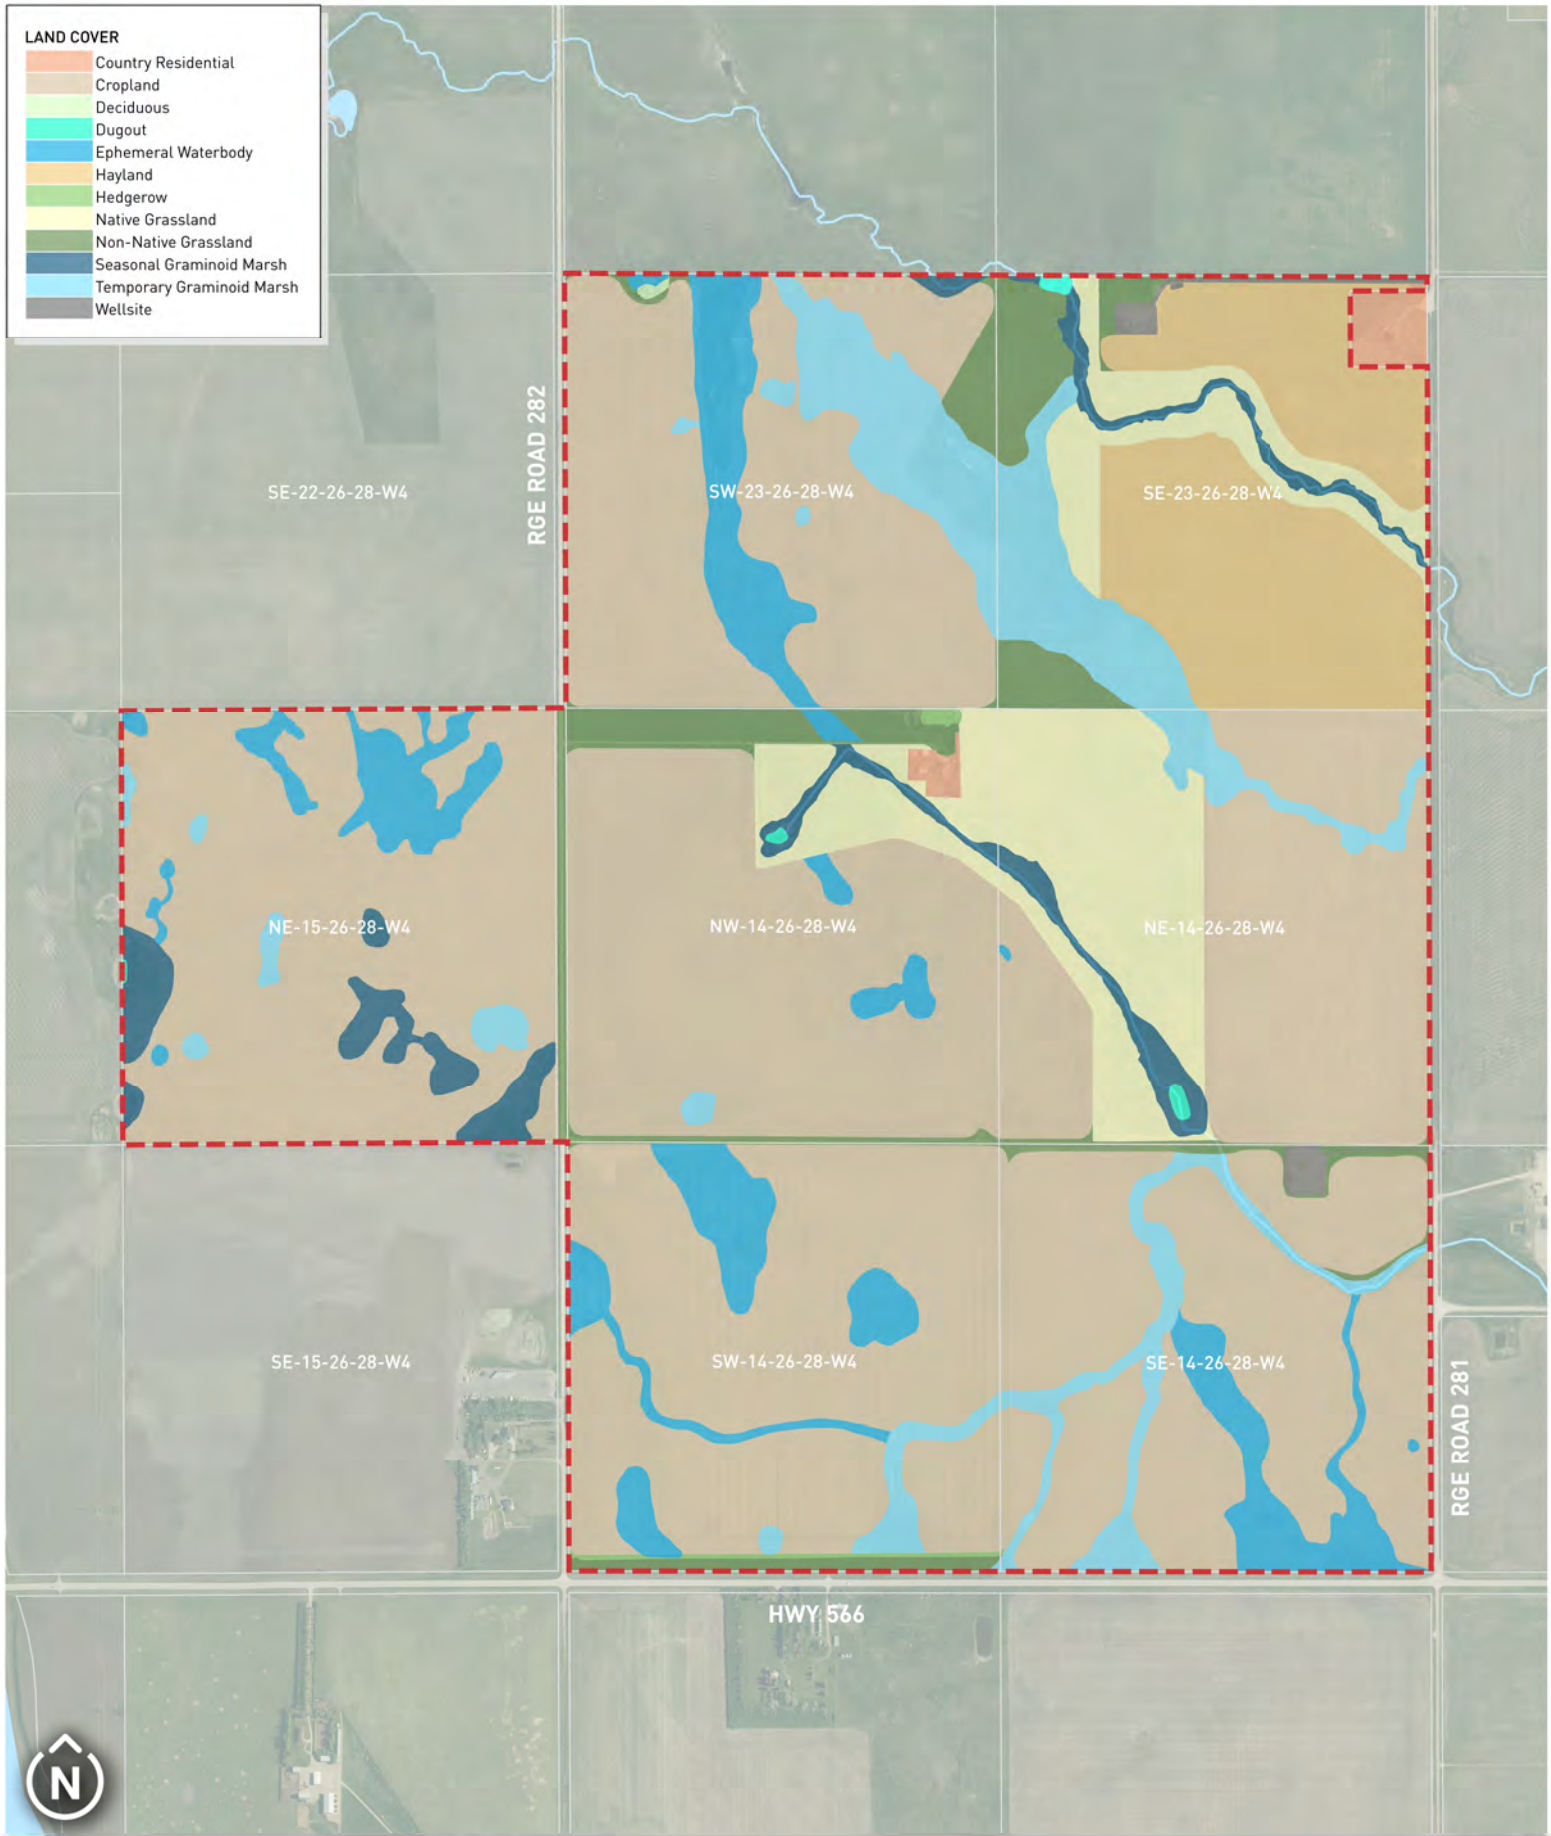 LAND COVER
Country Residential
Cropland
Deciduous
Dugout
Ephemeral Waterbody
Hayland
Hedgerow
Native Grassland
Non-Native Grassland
Seasonal Graminoid Marsh
Temporary Graminoid Marsh
Wellsite
RGE ROAD 282
SE-22-26-28-W4
SW-23-26-28-W4
SE-23-26-28-W4
NE-15-26-28-W4
NW-14-26-28-W4
NE-14-26-28-W4
SE-15-26-28-W4
SW-14-26-28-W4
SE-14-26-28-W4
RGE ROAD 281
HWY 566
N